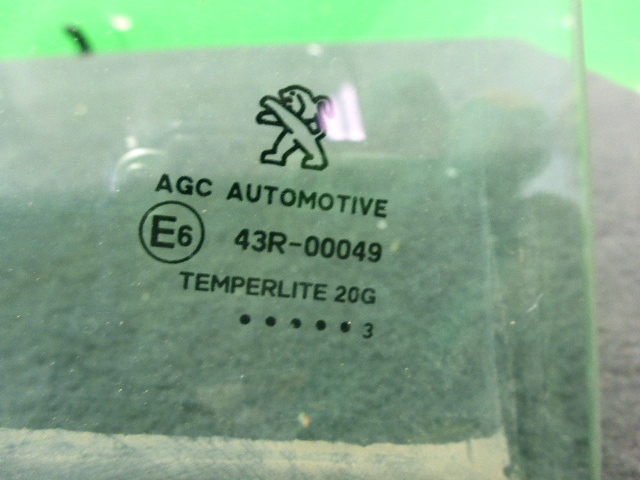 AGC AUTOMOTIVE
E6 43R-00049
TEMPERLITE 20G
• • • • • 3